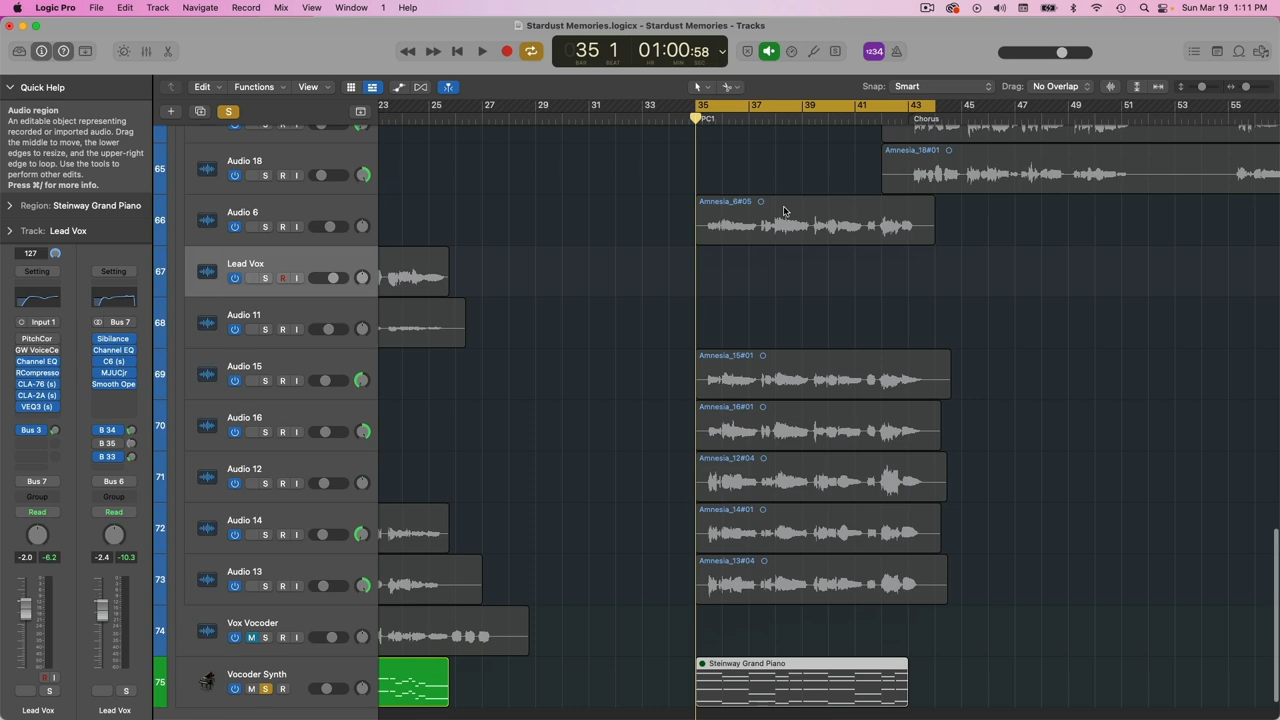 Logic Pro File Edit Track Navigate Record Mix View Window 1 Help Sun Mar 19 1:11 PM
Stardust Memories.logicx - Stardust Memories - Tracks
35 1 01:00:58
BAR BEAT HR MIN SEC
1234
Quick Help
Edit Functions View Snap: Smart Drag: No Overlap
Audio region
An editable object representing
recorded or imported audio. Drag
the middle to move, the lower
edges to resize, and the upper-right
edge to loop. Use the tools to
perform other edits.
Press ⌘/ for more info.
S
23 25 27 29 31 33 35 37 39 41 43 45 47 49 51 53 55
PC1 Chorus
Region: Steinway Grand Piano
Track: Lead Vox
127
Setting Setting
Input 1 Bus 7
PitchCor Sibilance
GW VoiceCe Channel EQ
Channel EQ C6 (s)
RCompresso MJUCjr
CLA-76 (s) Smooth Ope
CLA-2A (s)
VEQ3 (s)
Bus 3 B 34
B 35
B 33
Bus 7 Bus 6
Group Group
Read Read
-2.0 -6.2 -2.4 -10.3
R I
S S
Lead Vox Lead Vox
65 Audio 18
S R I
Amnesia_18#01
66 Audio 6
S R I
Amnesia_6#05
67 Lead Vox
S R I
68 Audio 11
S R I
69 Audio 15
S R I
Amnesia_15#01
70 Audio 16
S R I
Amnesia_16#01
71 Audio 12
S R I
Amnesia_12#04
72 Audio 14
S R I
Amnesia_14#01
73 Audio 13
S R I
Amnesia_13#04
74 Vox Vocoder
M S R I
75 Vocoder Synth
M S R
Steinway Grand Piano